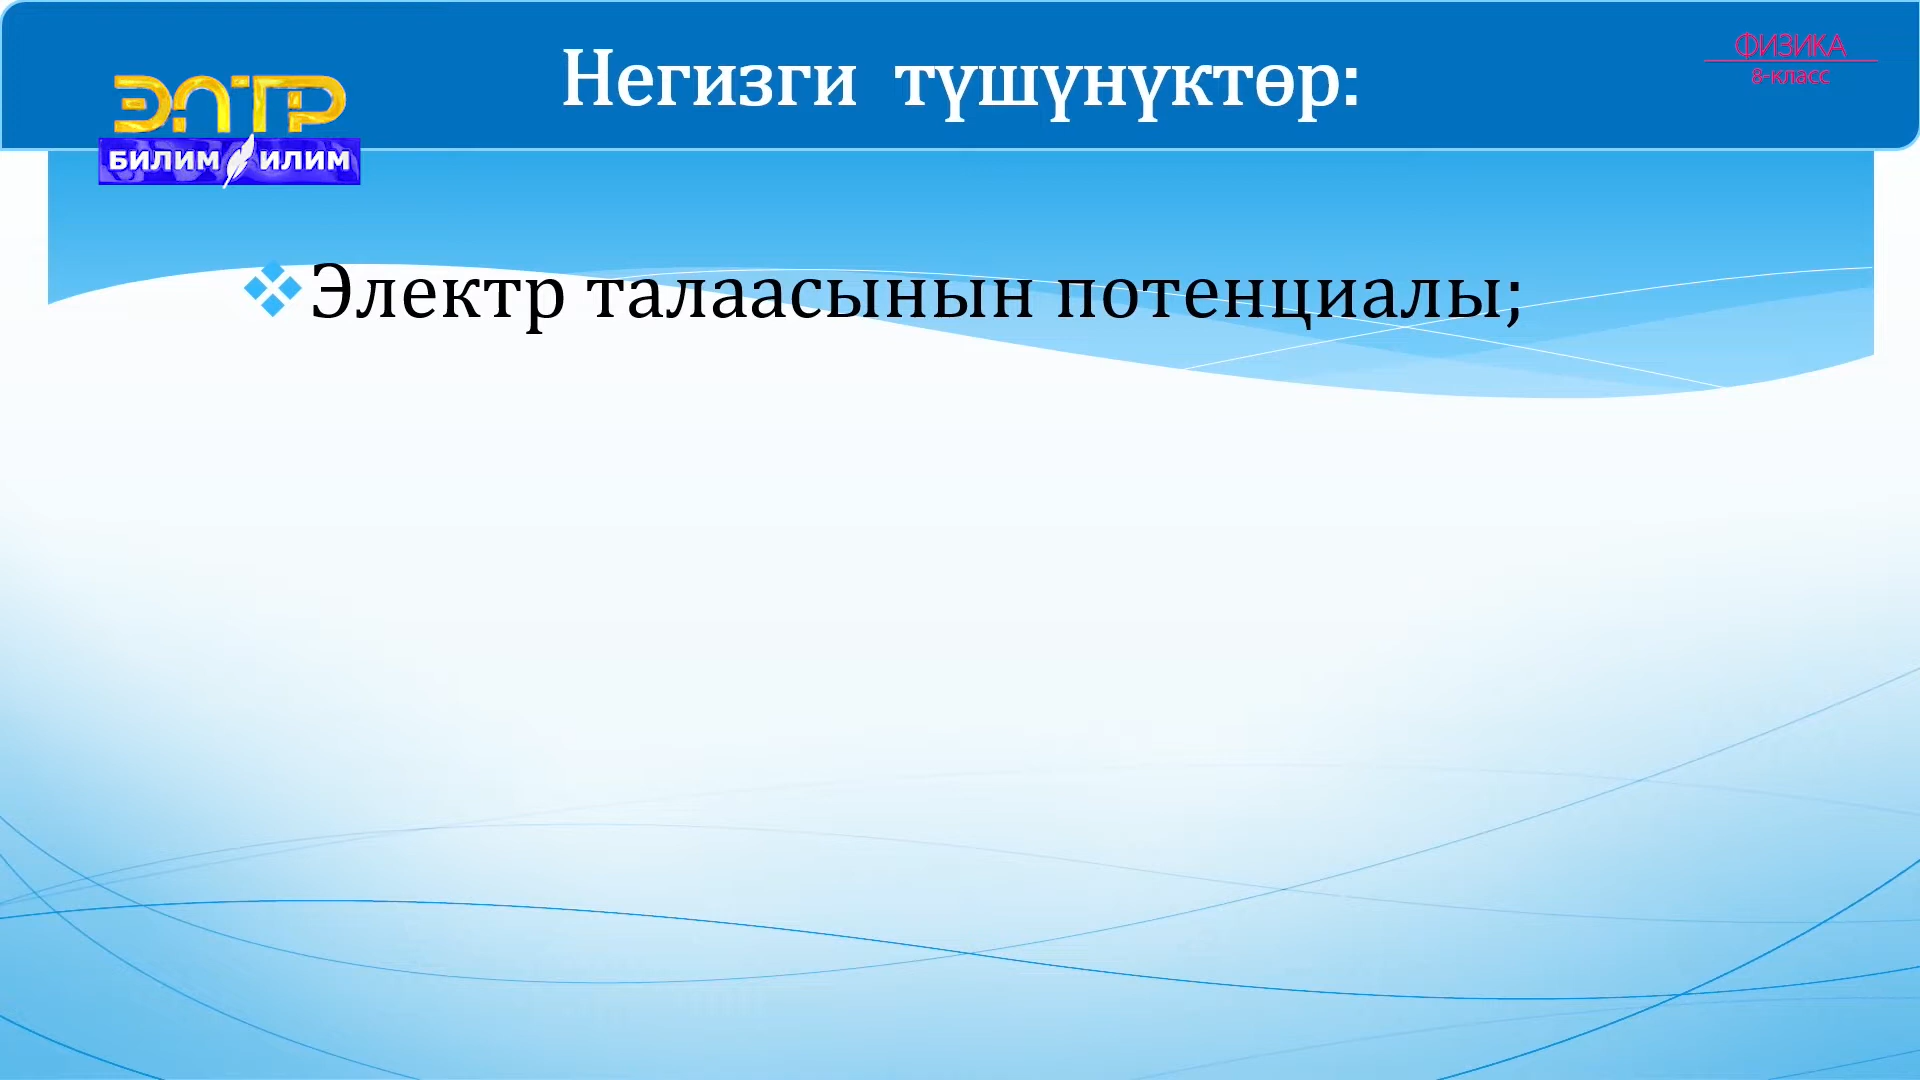 Негизги түшүнүктөр:
ФИЗИКА
8-класс
ЭЛТР
БИЛИМ ИЛИМ
Электр талаасынын потенциалы;